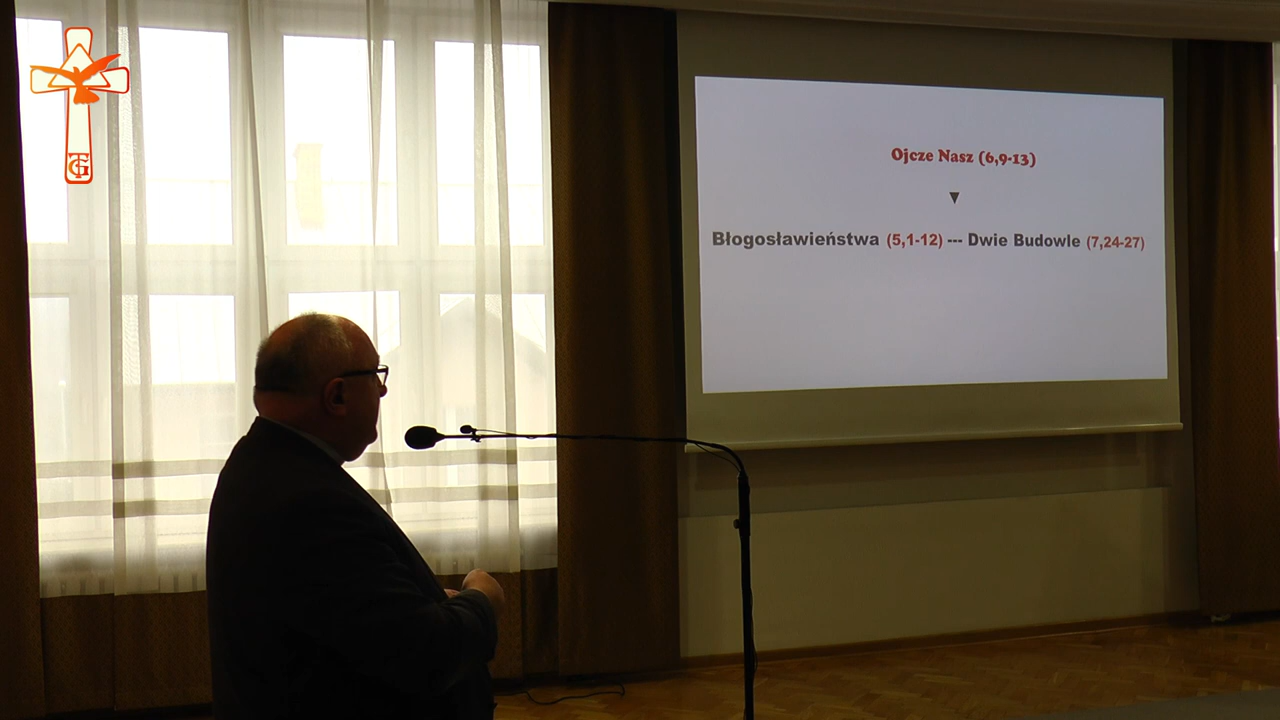 Ojcze Nasz (6,9-13)
▼
Błogosławieństwa (5,1-12) --- Dwie Budowle (7,24-27)